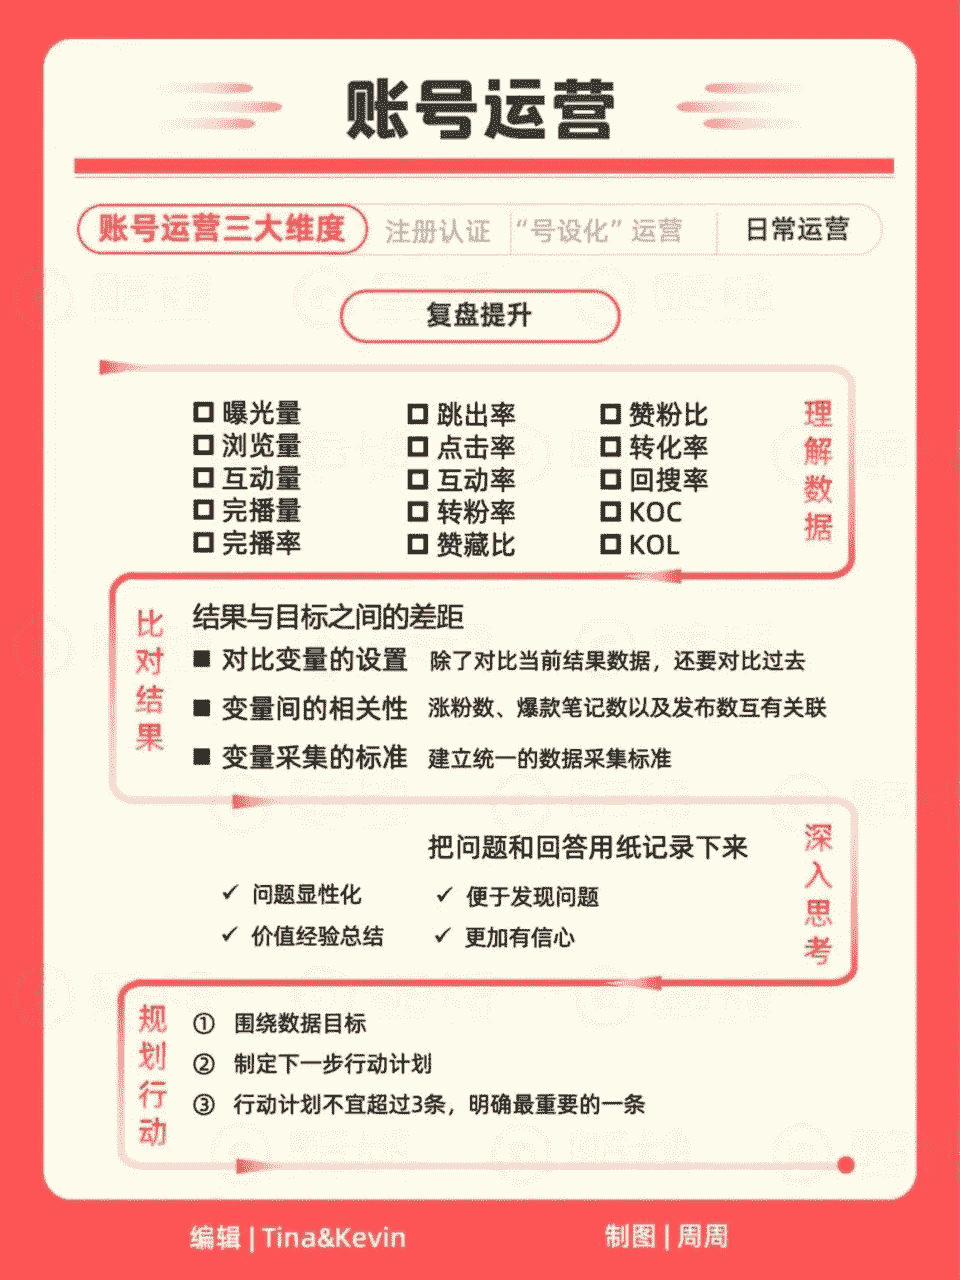 账号运营
账号运营三大维度 注册认证 “号设化”运营 日常运营
复盘提升
理解数据
曝光量 跳出率 赞粉比
浏览量 点击率 转化率
互动量 互动率 回搜率
完播量 转粉率 KOC
完播率 赞藏比 KOL
比对结果
结果与目标之间的差距
■ 对比变量的设置 除了对比当前结果数据，还要对比过去
■ 变量间的相关性 涨粉数、爆款笔记数以及发布数互有关联
■ 变量采集的标准 建立统一的数据采集标准
深入思考
把问题和回答用纸记录下来
✓ 问题显性化 ✓ 便于发现问题
✓ 价值经验总结 ✓ 更加有信心
规划行动
① 围绕数据目标
② 制定下一步行动计划
③ 行动计划不宜超过3条，明确最重要的一条
编辑 | Tina&Kevin 制图 | 周周